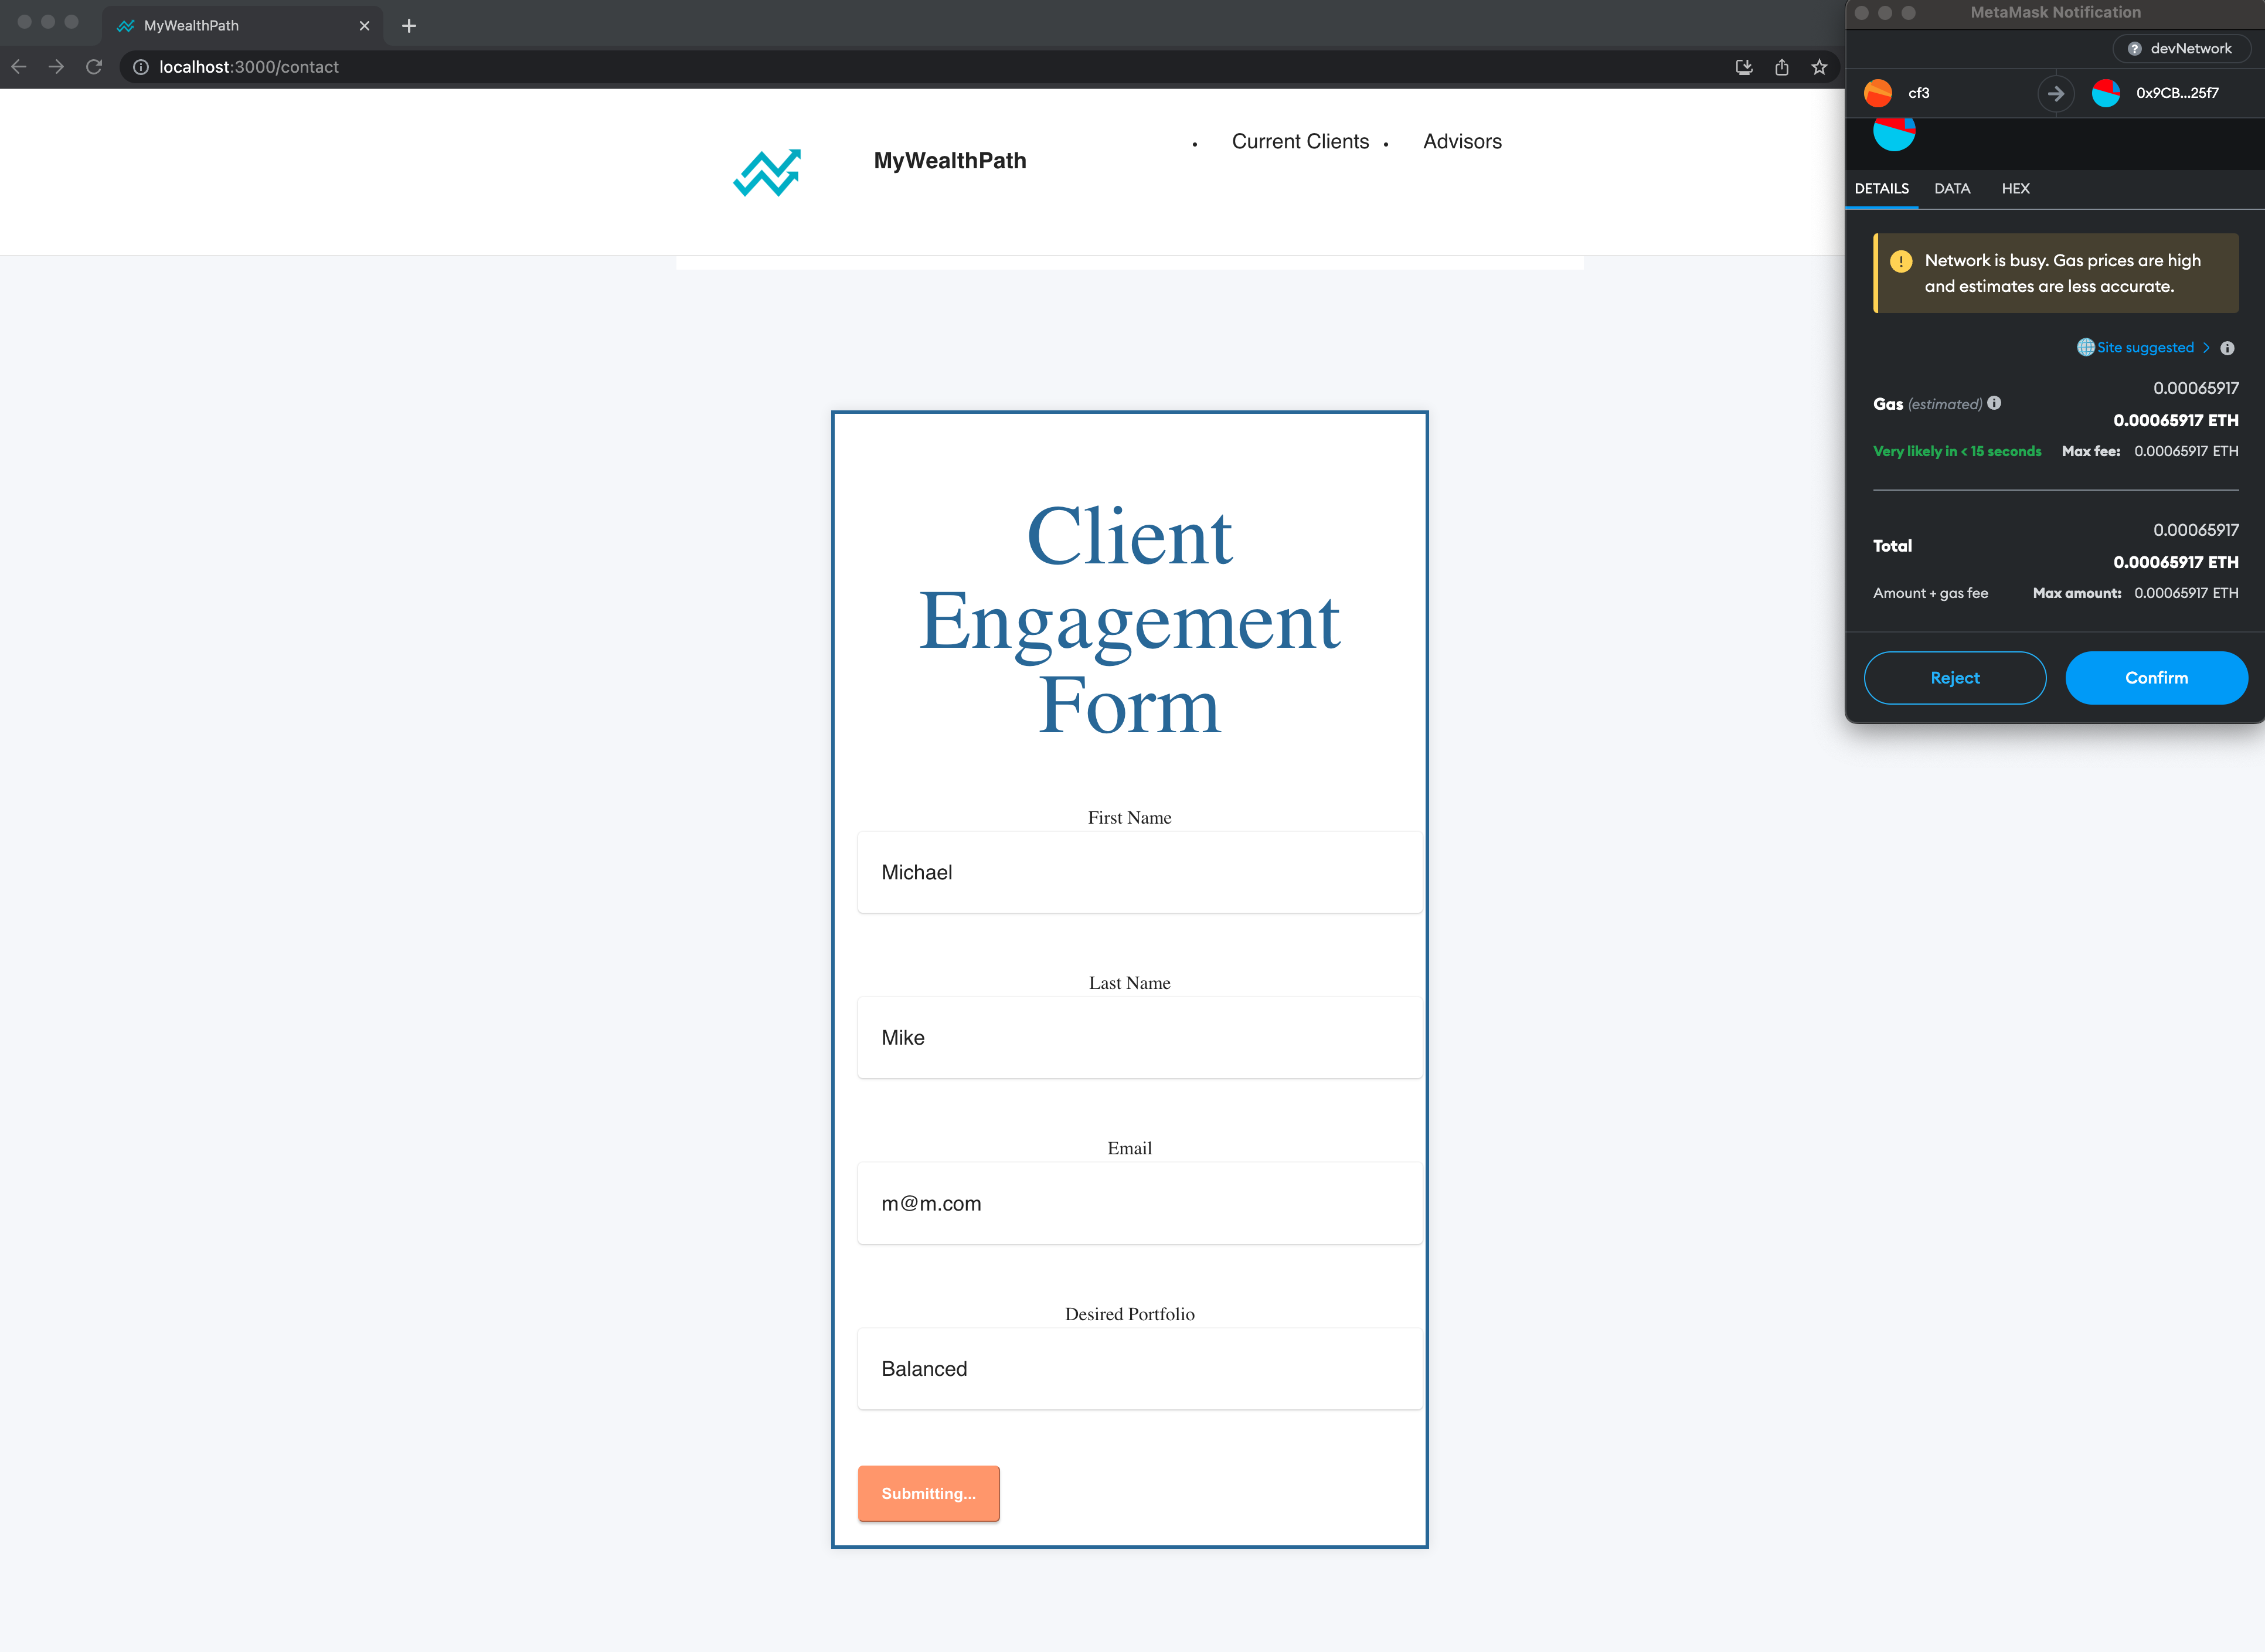 MyWealthPath
localhost:3000/contact
MyWealthPath
• Current Clients • Advisors
Client
Engagement
Form
First Name
Michael
Last Name
Mike
Email
m@m.com
Desired Portfolio
Balanced
Submitting...
MetaMask Notification
? devNetwork
cf3
0x9CB...25f7
DETAILS DATA HEX
Network is busy. Gas prices are high
and estimates are less accurate.
Site suggested >
0.00065917
Gas (estimated)
0.00065917 ETH
Very likely in < 15 seconds Max fee: 0.00065917 ETH
0.00065917
Total
0.00065917 ETH
Amount + gas fee Max amount: 0.00065917 ETH
Reject
Confirm